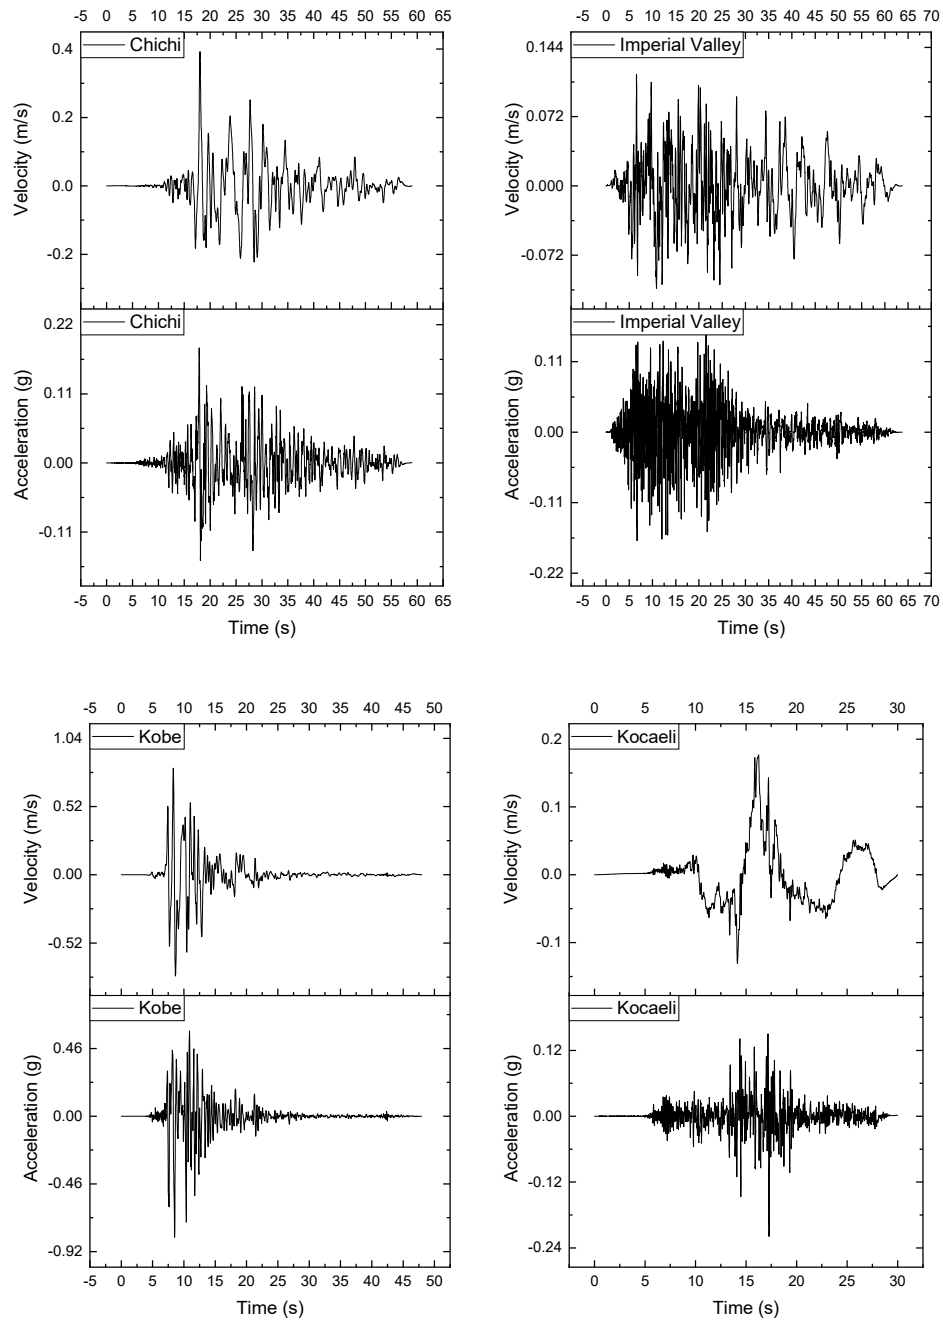 -5 0 5 10 15 20 25 30 35 40 45 50 55 60 65
Chichi
Velocity (m/s)
0.4
0.2
0.0
-0.2
Chichi
Acceleration (g)
0.22
0.11
0.00
-0.11
-5 0 5 10 15 20 25 30 35 40 45 50 55 60 65
Time (s)
-5 0 5 10 15 20 25 30 35 40 45 50 55 60 65 70
Imperial Valley
Velocity (m/s)
0.144
0.072
0.000
-0.072
Imperial Valley
Acceleration (g)
0.11
0.00
-0.11
-0.22
-5 0 5 10 15 20 25 30 35 40 45 50 55 60 65 70
Time (s)
-5 0 5 10 15 20 25 30 35 40 45 50
Kobe
Velocity (m/s)
1.04
0.52
0.00
-0.52
Kobe
Acceleration (g)
0.46
0.00
-0.46
-0.92
-5 0 5 10 15 20 25 30 35 40 45 50
Time (s)
0 5 10 15 20 25 30
Kocaeli
Velocity (m/s)
0.2
0.1
0.0
-0.1
Kocaeli
Acceleration (g)
0.12
0.00
-0.12
-0.24
0 5 10 15 20 25 30
Time (s)